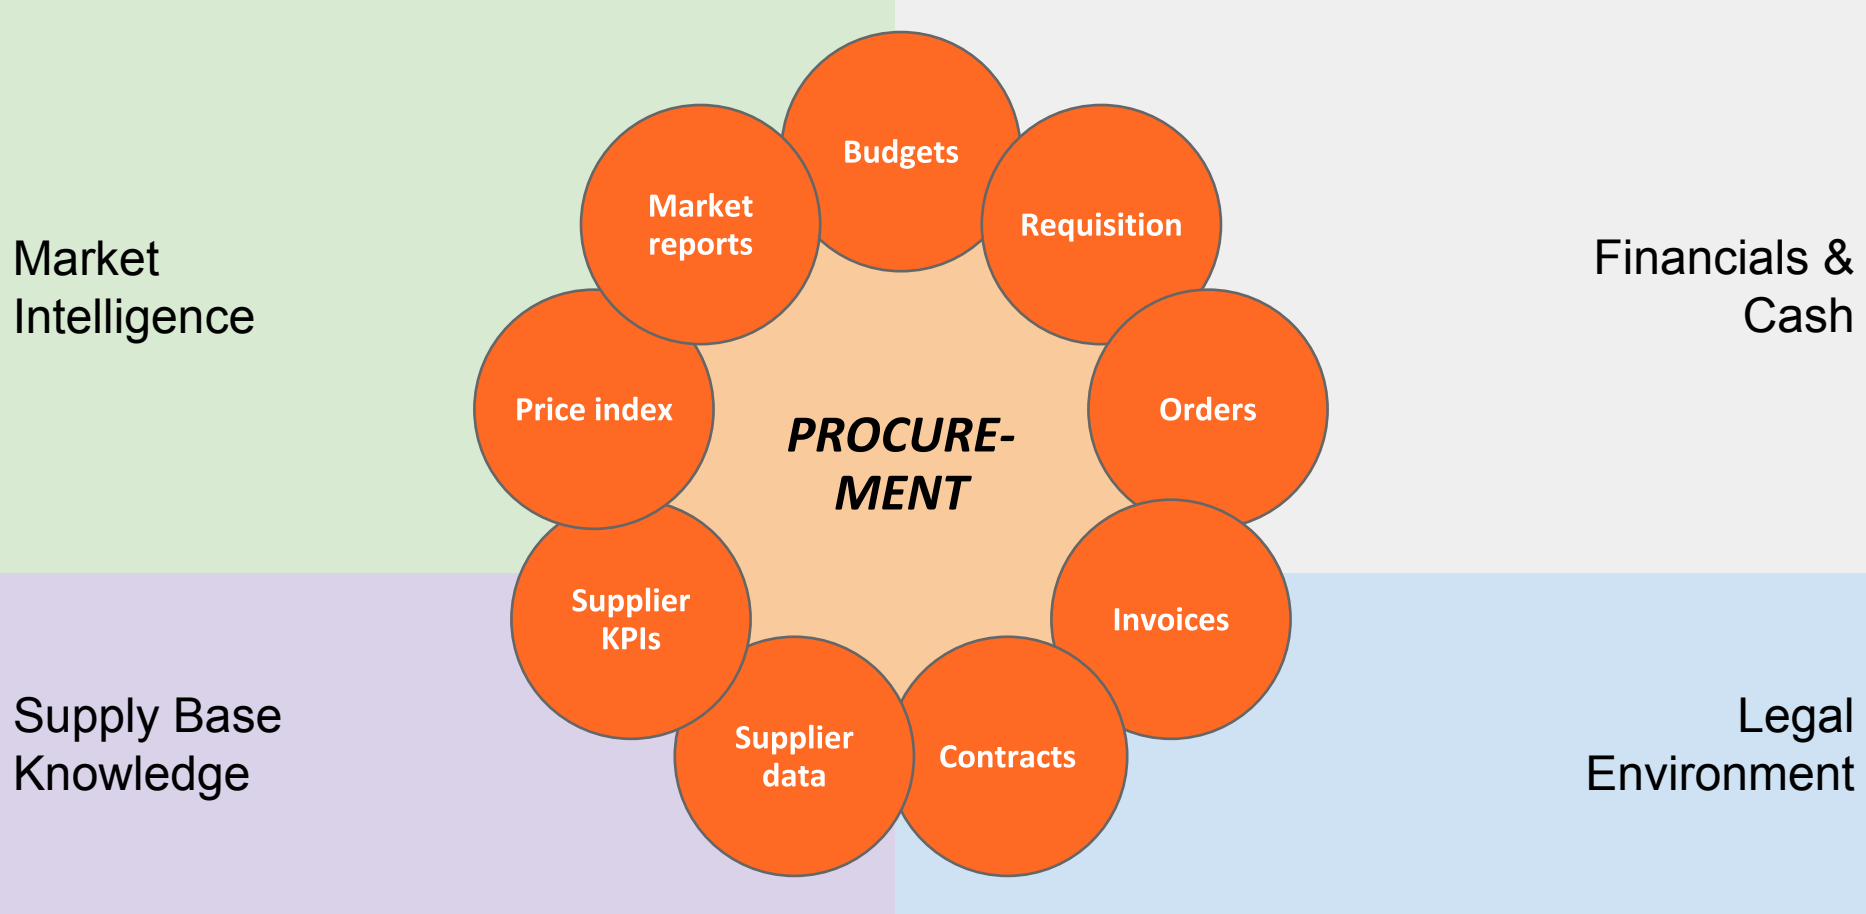 Budgets
Market
reports
Requisition
Market
Intelligence
Financials &
Cash
Price index
PROCURE-
MENT
Orders
Supplier
KPIs
Invoices
Supply Base
Knowledge
Supplier
data
Contracts
Legal
Environment